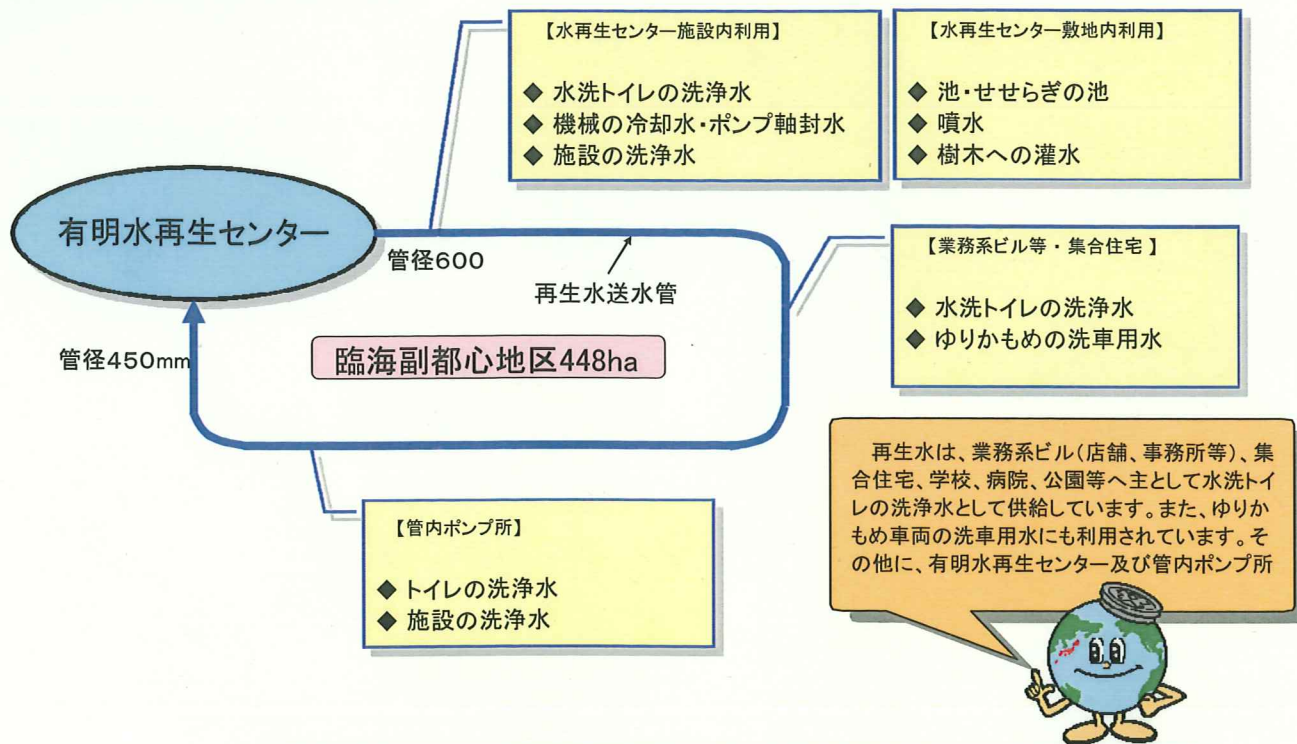 【水再生センター施設内利用】
◆ 水洗トイレの洗浄水
◆ 機械の冷却水・ポンプ軸封水
◆ 施設の洗浄水
【水再生センター敷地内利用】
◆ 池・せせらぎの池
◆ 噴水
◆ 樹木への灌水
有明水再生センター
管径600
再生水送水管
【業務系ビル等・集合住宅 】
◆ 水洗トイレの洗浄水
◆ ゆりかもめの洗車用水
管径450mm
臨海副都心地区448ha
再生水は、業務系ビル(店舗、事務所等)、集
合住宅、学校、病院、公園等へ主として水洗トイ
レの洗浄水として供給しています。また、ゆりか
もめ車両の洗車用水にも利用されています。そ
の他に、有明水再生センター及び管内ポンプ所
【管内ポンプ所】
◆ トイレの洗浄水
◆ 施設の洗浄水